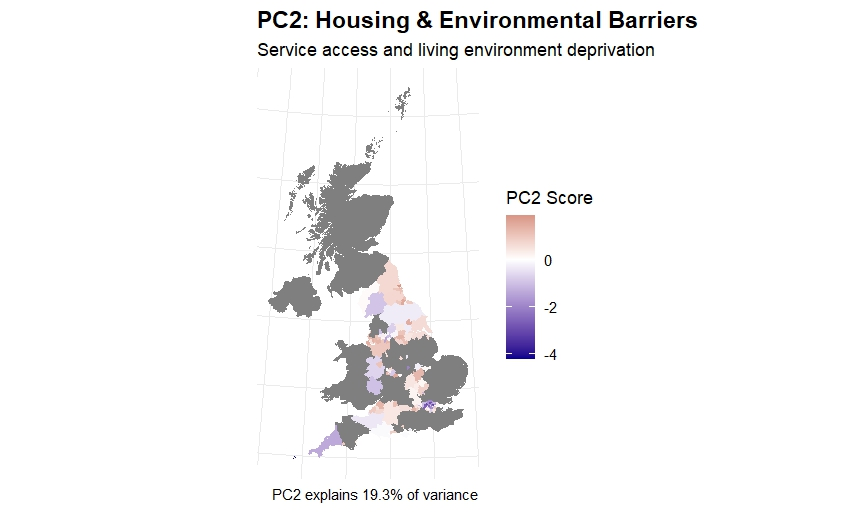 PC2: Housing & Environmental Barriers
Service access and living environment deprivation
PC2 Score
0
-2
-4
PC2 explains 19.3% of variance